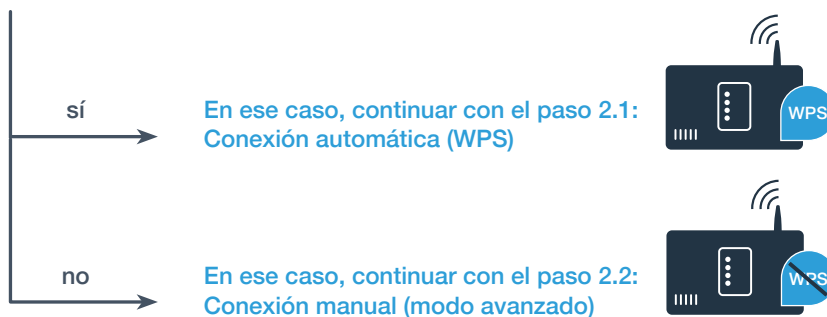 sí
En ese caso, continuar con el paso 2.1:
Conexión automática (WPS)
WPS
no
En ese caso, continuar con el paso 2.2:
Conexión manual (modo avanzado)
WPS